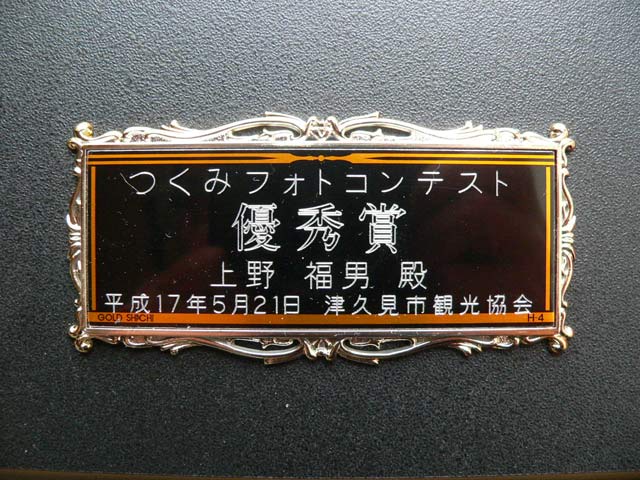 つくみフォトコンテスト
優秀賞
上野 福男 殿
平成17年5月21日 津久見市観光協会
GOLD SHICHI H-4